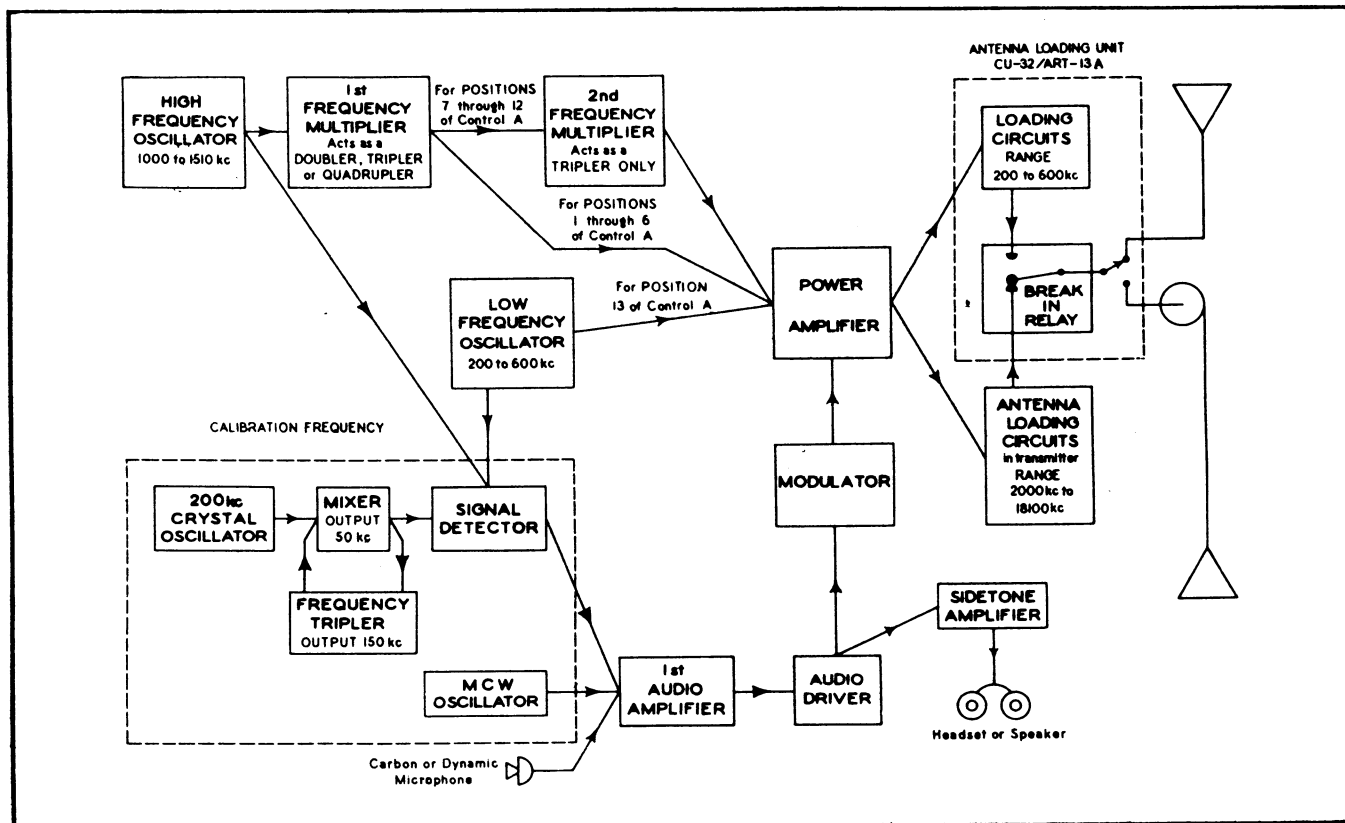 ANTENNA LOADING UNIT
CU-32/ART-13A
HIGH
FREQUENCY
OSCILLATOR
1000 to 1510 kc
1st
FREQUENCY
MULTIPLIER
Acts as a
DOUBLER, TRIPLER
or QUADRUPLER
For POSITIONS
7 through 12
of Control A
2nd
FREQUENCY
MULTIPLIER
Acts as a
TRIPLER ONLY
For POSITIONS
1 through 6
of Control A
LOADING
CIRCUITS
RANGE
200 to 600kc
BREAK
IN
RELAY
LOW
FREQUENCY
OSCILLATOR
200 to 600 kc
For POSITION
13 of Control A
POWER
AMPLIFIER
ANTENNA
LOADING
CIRCUITS
in transmitter
RANGE
2000kc to
18100kc
CALIBRATION FREQUENCY
200kc
CRYSTAL
OSCILLATOR
MIXER
OUTPUT
50 kc
SIGNAL
DETECTOR
MODULATOR
FREQUENCY
TRIPLER
OUTPUT 150 kc
MCW
OSCILLATOR
1st
AUDIO
AMPLIFIER
AUDIO
DRIVER
SIDETONE
AMPLIFIER
Headset or Speaker
Carbon or Dynamic
Microphone